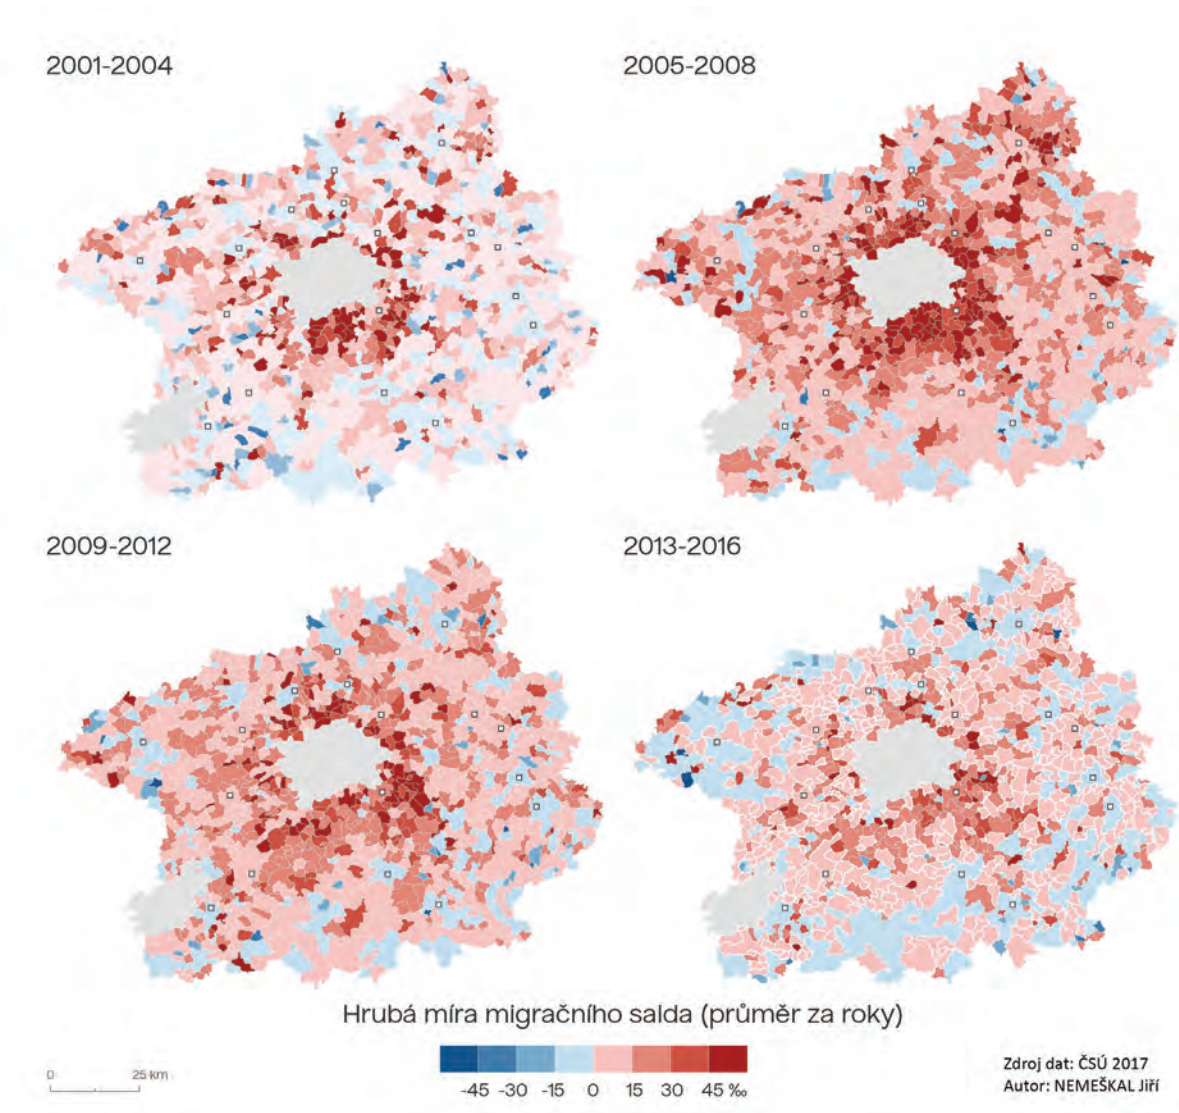 2001-2004
2005-2008
2009-2012
2013-2016
Hrubá míra migračního salda (průměr za roky)
-45 -30 -15 0 15 30 45 ‰
0 25 km
Zdroj dat: ČSÚ 2017
Autor: NEMEŠKAL Jiří